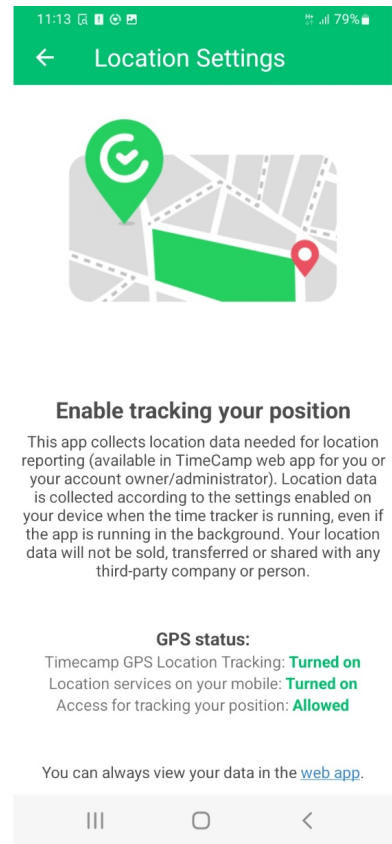 11:13 79%
Location Settings
Enable tracking your position
This app collects location data needed for location
reporting (available in TimeCamp web app for you or
your account owner/administrator). Location data
is collected according to the settings enabled on
your device when the time tracker is running, even if
the app is running in the background. Your location
data will not be sold, transferred or shared with any
third-party company or person.
GPS status:
Timecamp GPS Location Tracking: Turned on
Location services on your mobile: Turned on
Access for tracking your position: Allowed
You can always view your data in the web app.